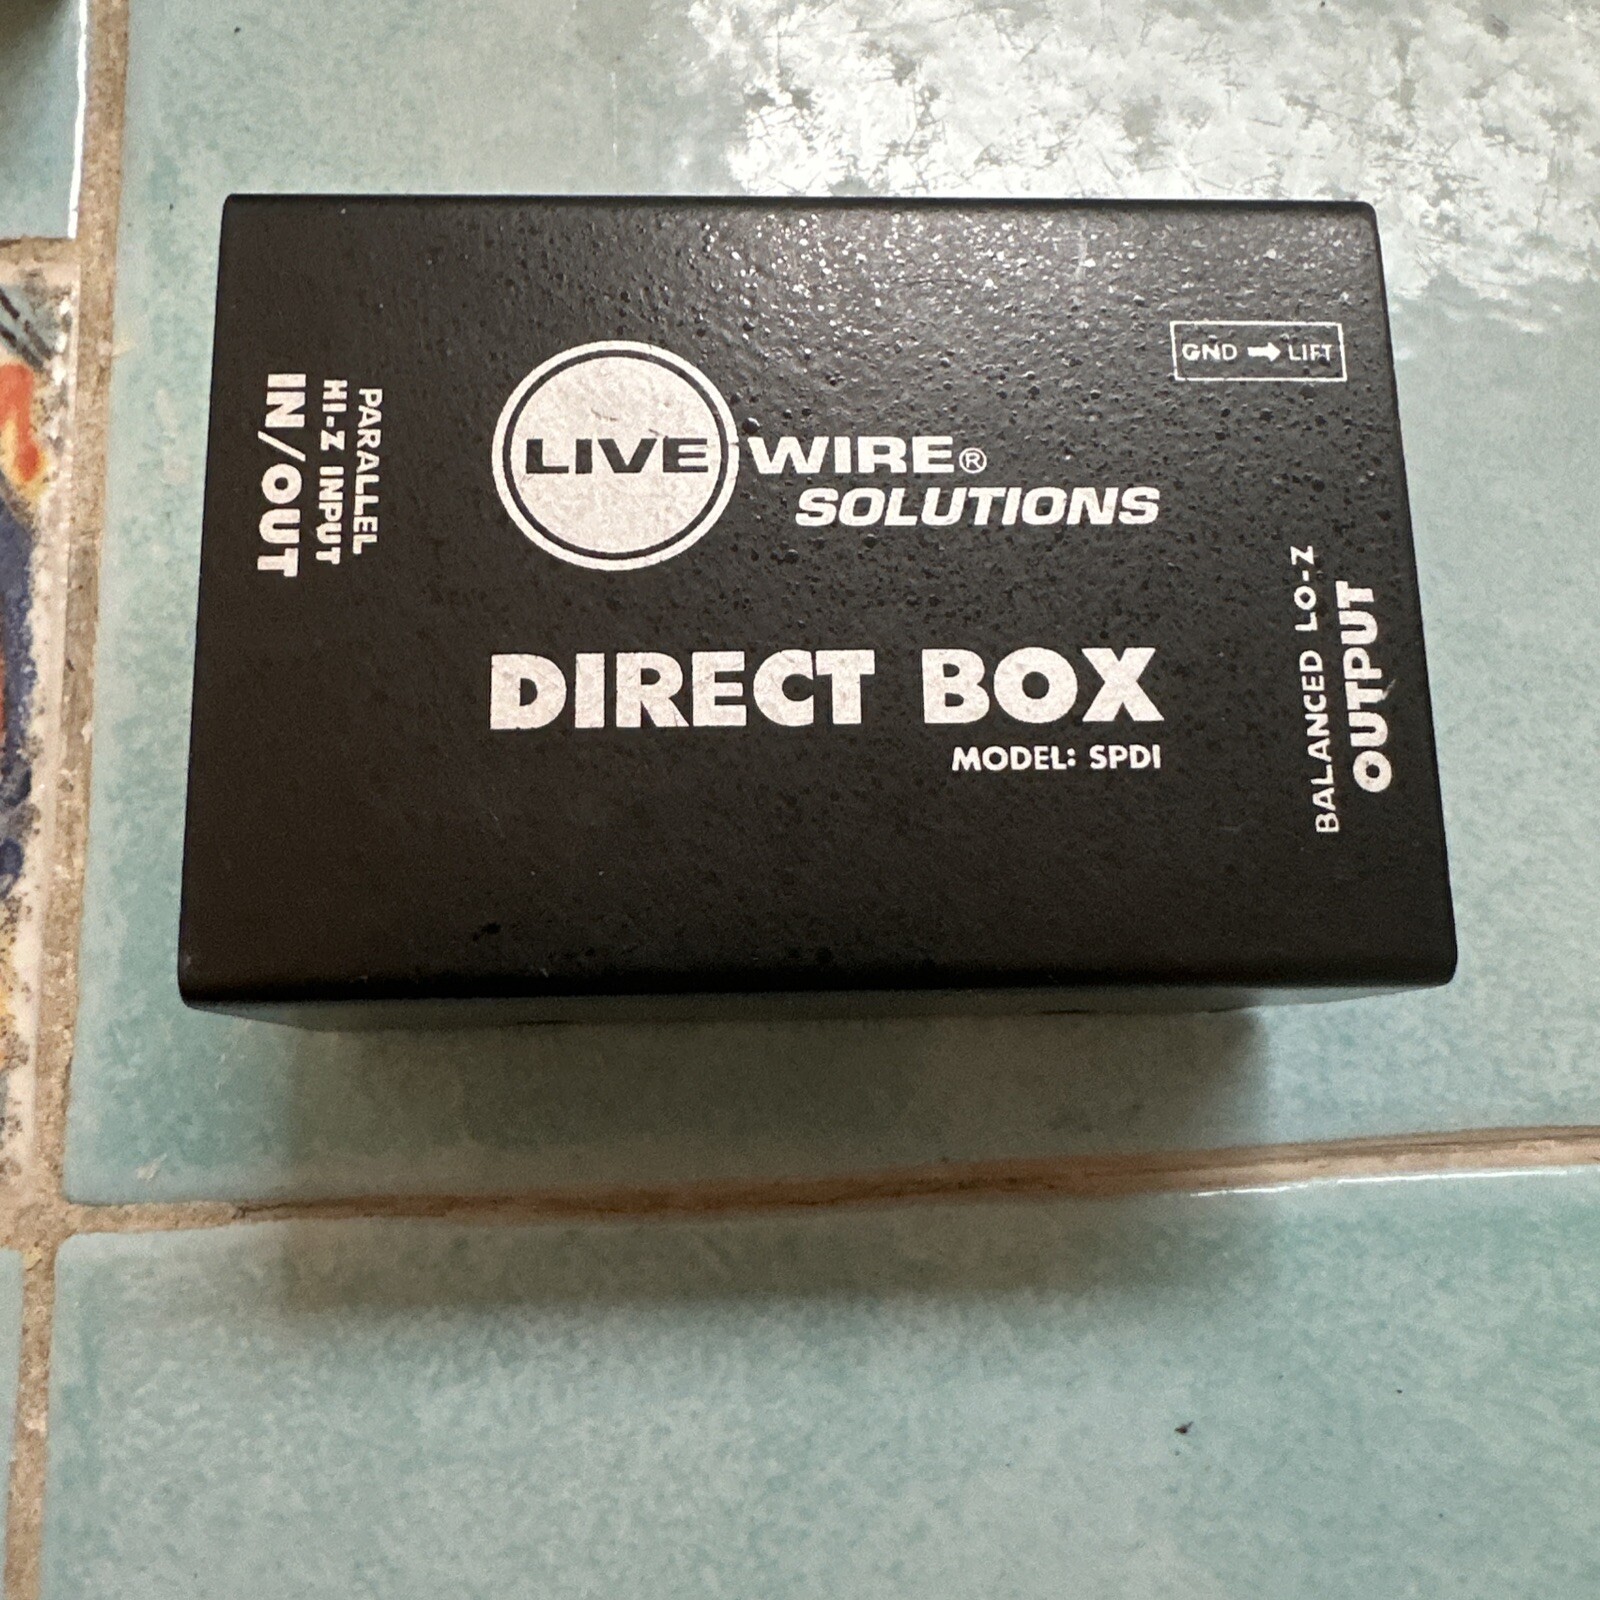 LIVE WIRE®
SOLUTIONS
DIRECT BOX
MODEL: SPDI
GND ➡ LIFT
PARALLEL
HI-Z INPUT
IN/OUT
BALANCED LO-Z
OUTPUT